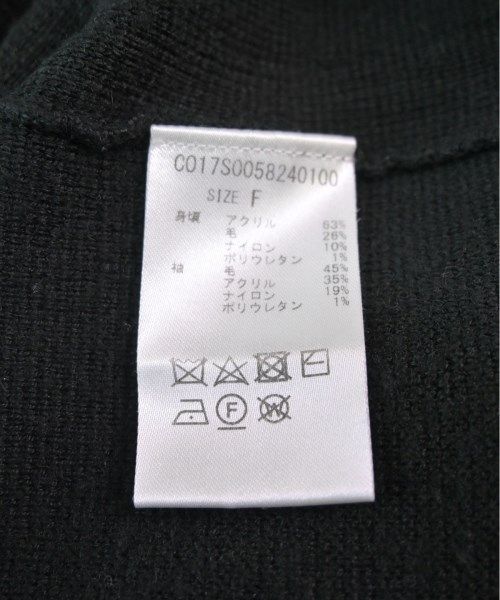 C017S0058240100
SIZE F
身頃 アクリル 63%
毛 26%
ナイロン 10%
ポリウレタン 1%
袖 毛 45%
アクリル 35%
ナイロン 19%
ポリウレタン 1%
F W